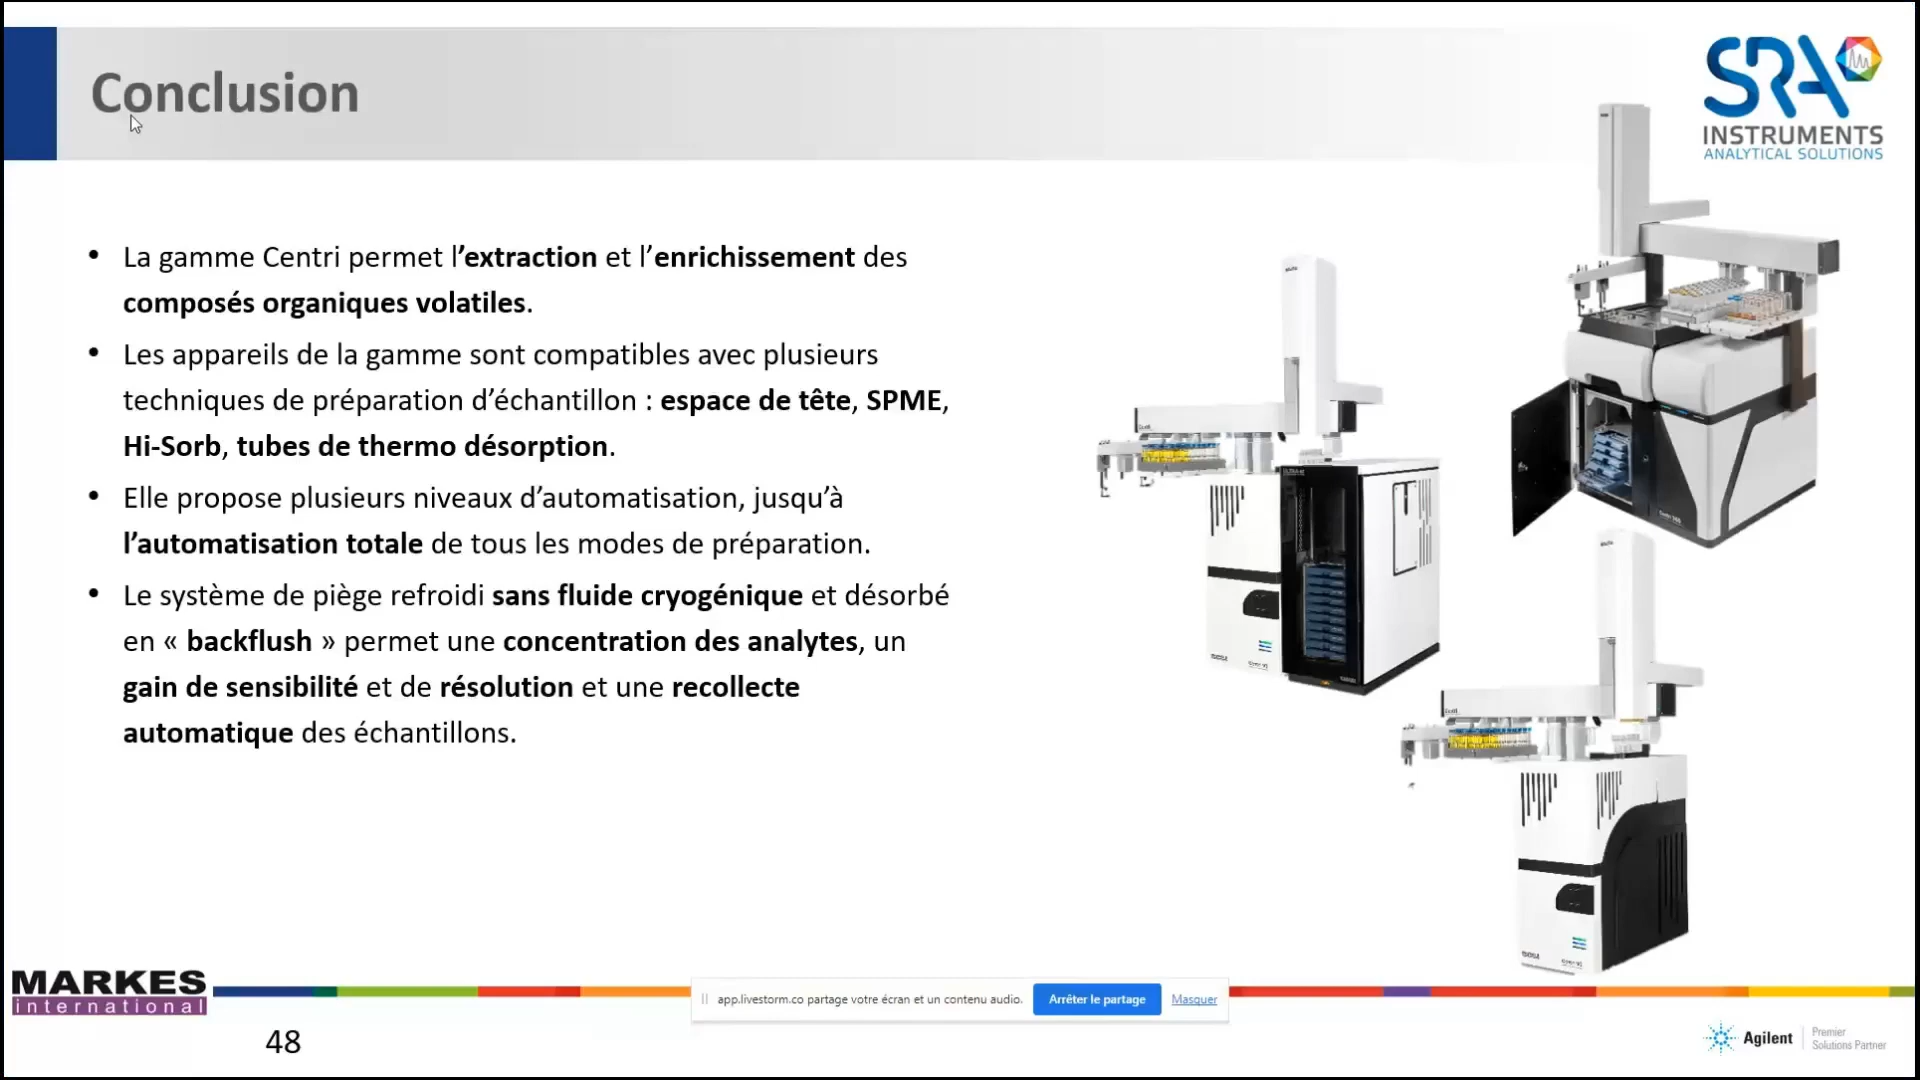 Conclusion
SRA
INSTRUMENTS
ANALYTICAL SOLUTIONS
• La gamme Centri permet l’extraction et l’enrichissement des
composés organiques volatiles.
• Les appareils de la gamme sont compatibles avec plusieurs
techniques de préparation d’échantillon : espace de tête, SPME,
Hi-Sorb, tubes de thermo désorption.
• Elle propose plusieurs niveaux d’automatisation, jusqu’à
l’automatisation totale de tous les modes de préparation.
• Le système de piège refroidi sans fluide cryogénique et désorbé
en « backflush » permet une concentration des analytes, un
gain de sensibilité et de résolution et une recollecte
automatique des échantillons.
MARKES
international
app.livestorm.co partage votre écran et un contenu audio.
Arrêter le partage
Masquer
48
Agilent
Premier
Solutions Partner